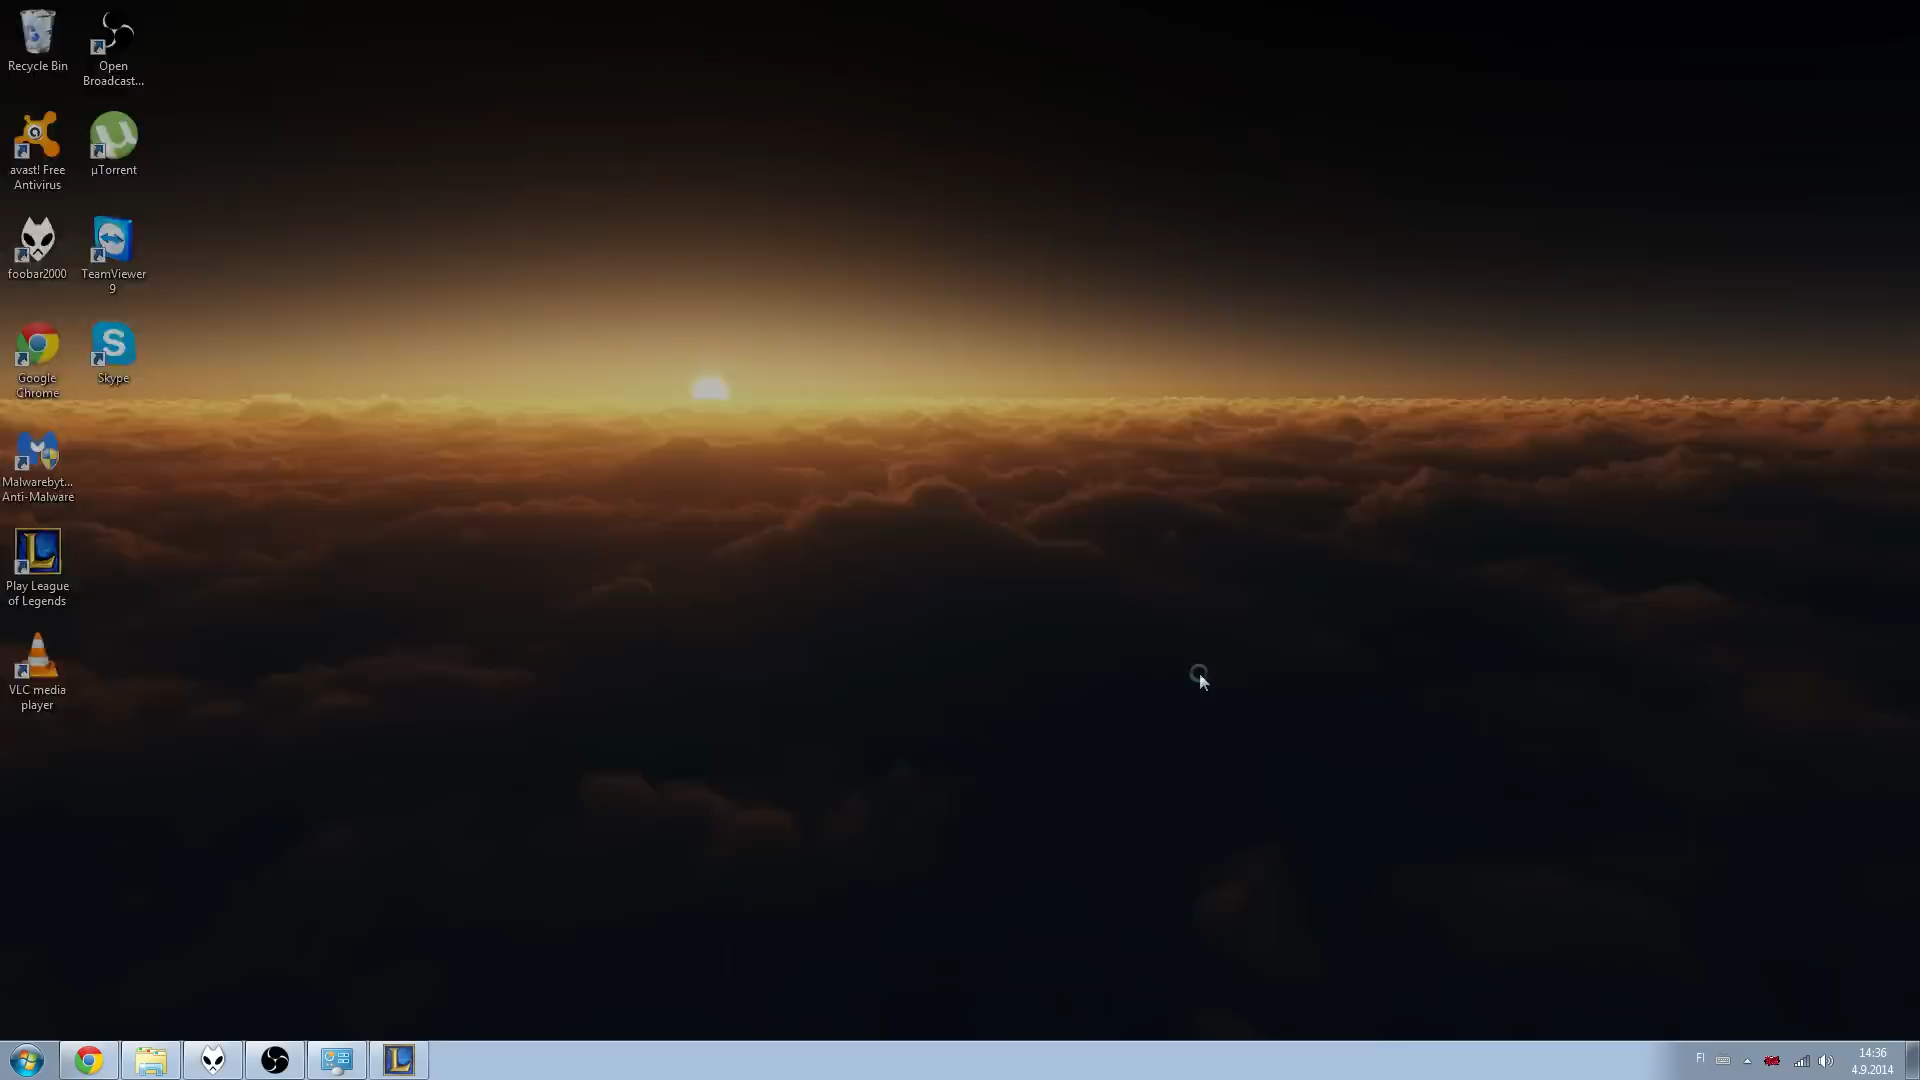 Recycle Bin
Open
Broadcast...
avast! Free
Antivirus
µTorrent
foobar2000
TeamViewer
9
Google
Chrome
Skype
Malwarebyt...
Anti-Malware
Play League
of Legends
VLC media
player
FI
14:36
4.9.2014